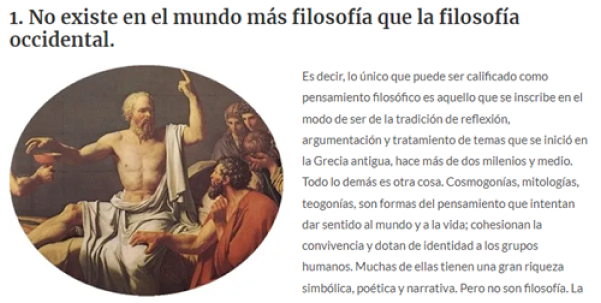 1. No existe en el mundo más filosofía que la filosofía
occidental.
Es decir, lo único que puede ser calificado como
pensamiento filosófico es aquello que se inscribe en el
modo de ser de la tradición de reflexión,
argumentación y tratamiento de temas que se inició en
la Grecia antigua, hace más de dos milenios y medio.
Todo lo demás es otra cosa. Cosmogonías, mitologías,
teogonías, son formas del pensamiento que intentan
dar sentido al mundo y a la vida; cohesionan la
convivencia y dotan de identidad a los grupos
humanos. Muchas de ellas tienen una gran riqueza
simbólica, poética y narrativa. Pero no son filosofía. La